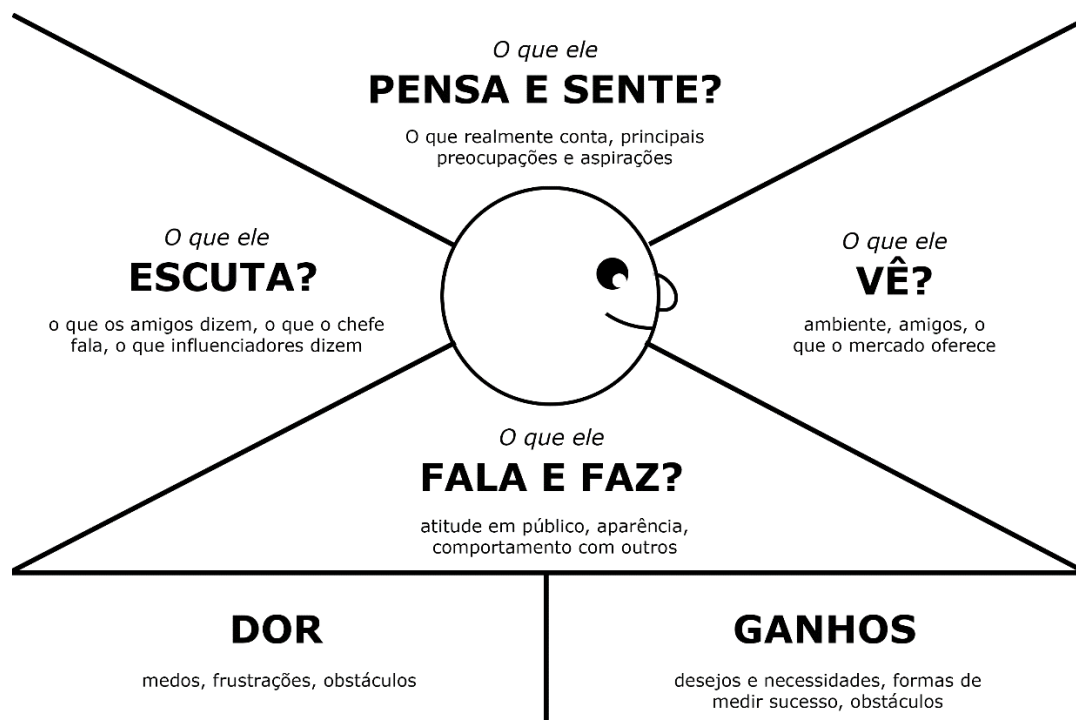 O que ele
PENSA E SENTE?
O que realmente conta, principais
preocupações e aspirações
O que ele
ESCUTA?
o que os amigos dizem, o que o chefe
fala, o que influenciadores dizem
O que ele
VÊ?
ambiente, amigos, o
que o mercado oferece
O que ele
FALA E FAZ?
atitude em público, aparência,
comportamento com outros
DOR
medos, frustrações, obstáculos
GANHOS
desejos e necessidades, formas de
medir sucesso, obstáculos